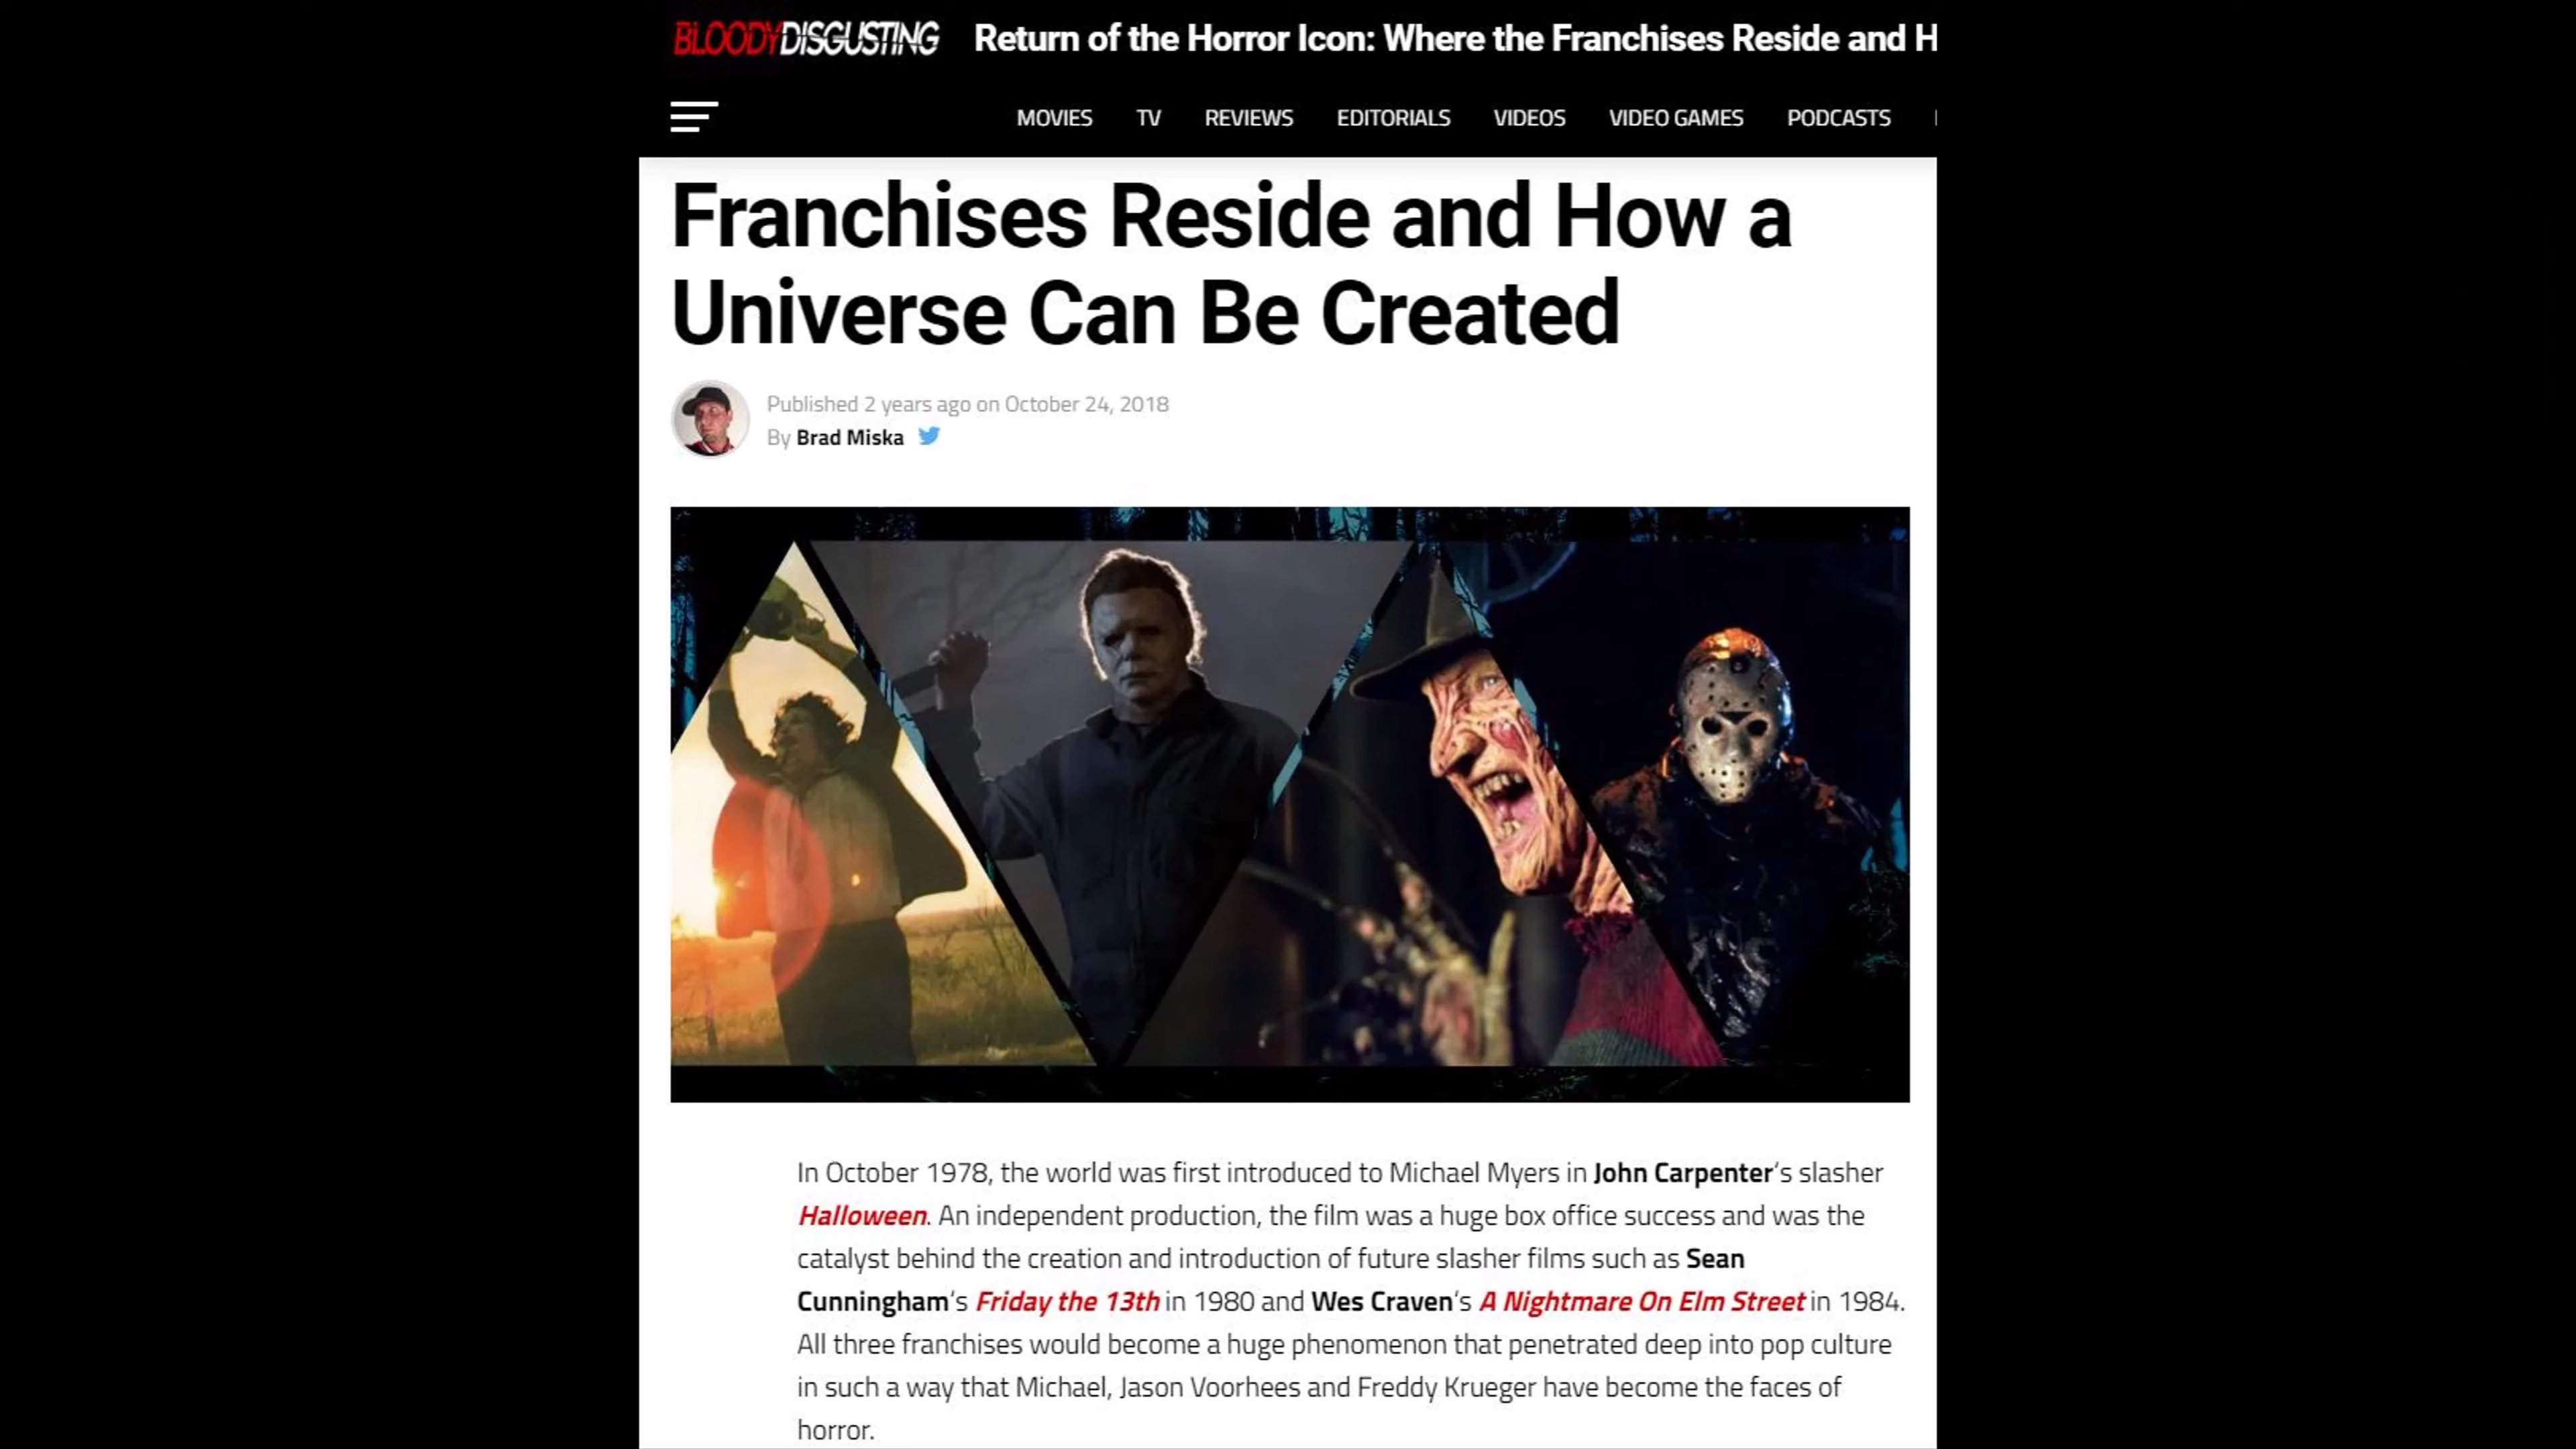 BLOODY DISGUSTING
Return of the Horror Icon: Where the Franchises Reside and H
MOVIES TV REVIEWS EDITORIALS VIDEOS VIDEO GAMES PODCASTS
Franchises Reside and How a
Universe Can Be Created
Published 2 years ago on October 24, 2018
By Brad Miska
In October 1978, the world was first introduced to Michael Myers in John Carpenter‘s slasher
Halloween. An independent production, the film was a huge box office success and was the
catalyst behind the creation and introduction of future slasher films such as Sean
Cunningham‘s Friday the 13th in 1980 and Wes Craven‘s A Nightmare On Elm Street in 1984.
All three franchises would become a huge phenomenon that penetrated deep into pop culture
in such a way that Michael, Jason Voorhees and Freddy Krueger have become the faces of
horror.